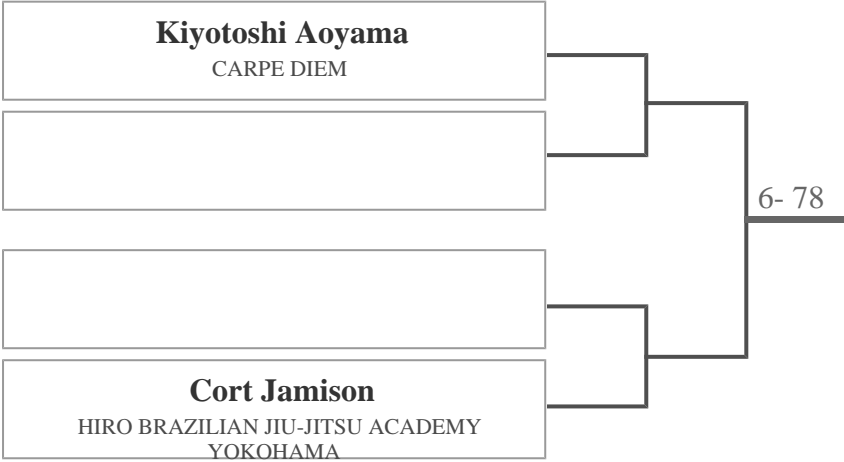 Kiyotoshi Aoyama
CARPE DIEM
6- 78
Cort Jamison
HIRO BRAZILIAN JIU-JITSU ACADEMY
YOKOHAMA